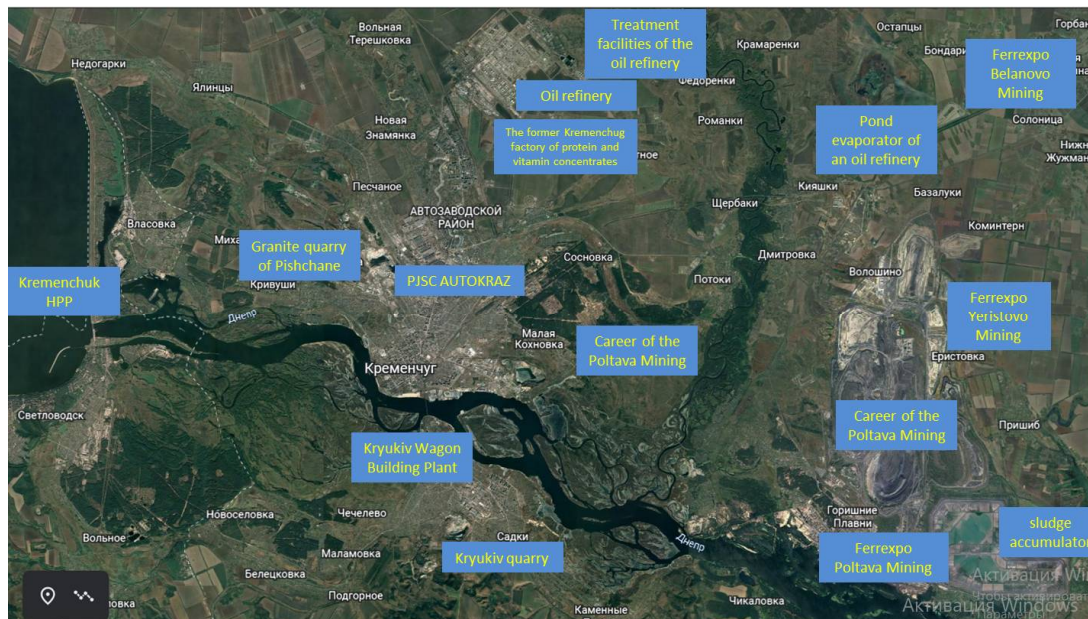 Вольная
Терешковка
Treatment
facilities of the
oil refinery
Крамаренки
Остапцы
Бондари
Ferrexpo
Belanovo
Mining
Недогарки
Ялинцы
Федоренки
Oil refinery
Новая
Знамянка
The former Kremenchug
factory of protein and
vitamin concentrates
Романки
Pond
evaporator of
an oil refinery
Солоница
Песчаное
Кияшки
Базалуки
Щербаки
АВТОЗАВОДСКОЙ
РАЙОН
Власовка
Коминтерн
Granite quarry
of Pishchane
Сосновка
Дмитровка
Kremenchuk
HPP
Кривуши
PJSC AUTOKRAZ
Потоки
Волошино
Днепр
Ferrexpo
Yeristovo
Mining
Малая
Кохновка
Career of the
Poltava Mining
Еристовка
Кременчуг
Светловодск
Career of the
Poltava Mining
Пришиб
Kryukiv Wagon
Building Plant
Новоселовка
Чечелево
Горишние
Плавни
Вольное
Садки
Днепр
sludge
accumulator
Маламовка
Kryukiv quarry
Ferrexpo
Poltava Mining
Белецковка
Подгорное
Каменные
Чикаловка
Активация Windows